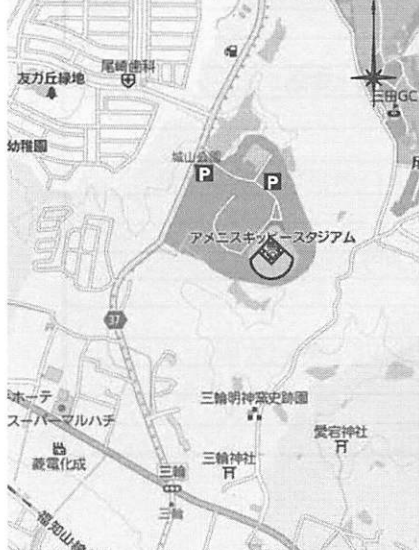 尾崎歯科
友が丘緑地
三田GC
幼稚園
城山公園
P
P
アメニスキッピースタジアム
37
ホーテ
三輪明神窯史跡園
スーパーマルハチ
愛宕神社
菱電化成
三輪
三輪神社
三輪
福知山線